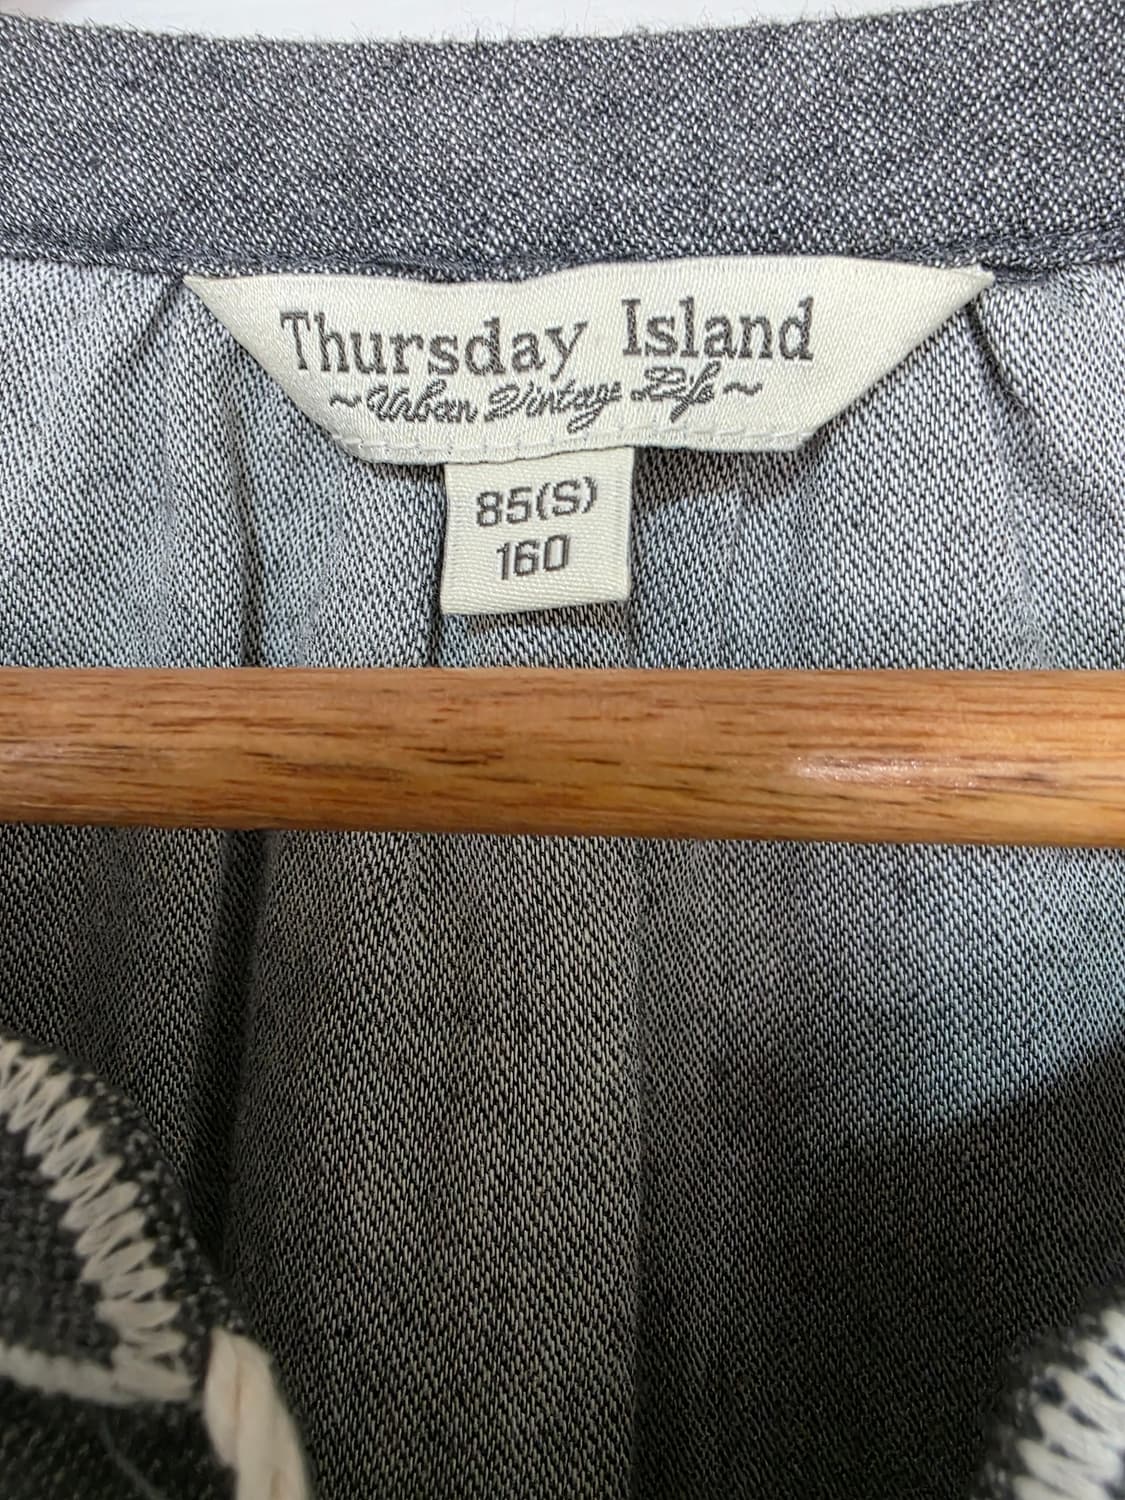 Thursday Island
~Urban Vintage Life~
85(S)
160